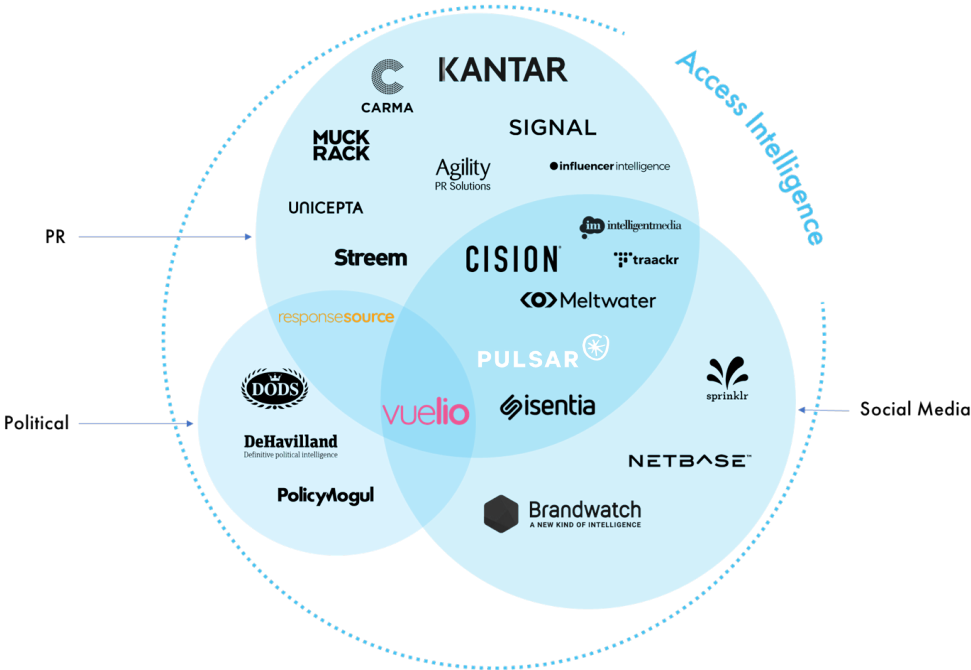 Access Intelligence
C
CARMA
KANTAR
SIGNAL
MUCK
RACK
Agility
PR Solutions
influencer intelligence
UNICEPTA
im intelligentmedia
PR
Streem
CISION
traackr
Meltwater
responsesource
PULSAR
DODS
sprinklr
vuelio
isentia
Political
Social Media
DeHavilland
Definitive political intelligence
NETBASE™
PolicyMogul
Brandwatch
A NEW KIND OF INTELLIGENCE